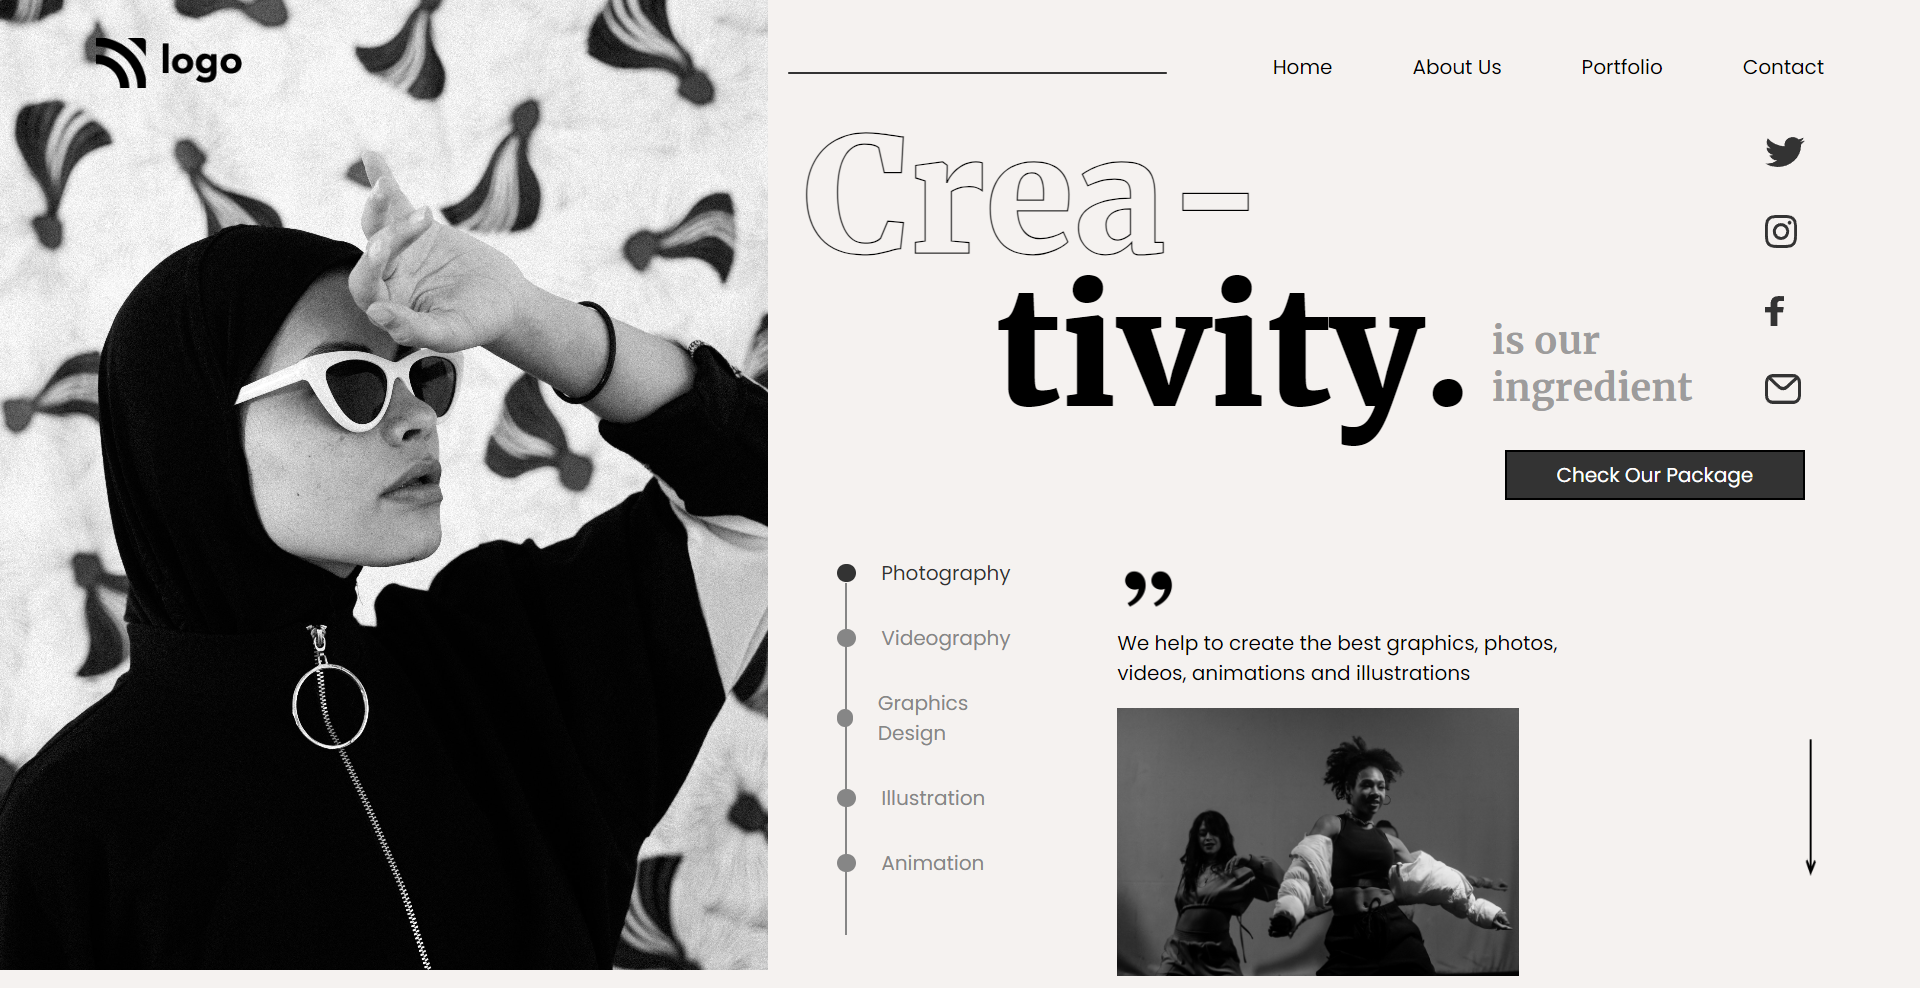 logo
Home
About Us
Portfolio
Contact
Crea-
tivity.
is our
ingredient
Check Our Package
Photography
Videography
Graphics
Design
Illustration
Animation
”
We help to create the best graphics, photos,
videos, animations and illustrations